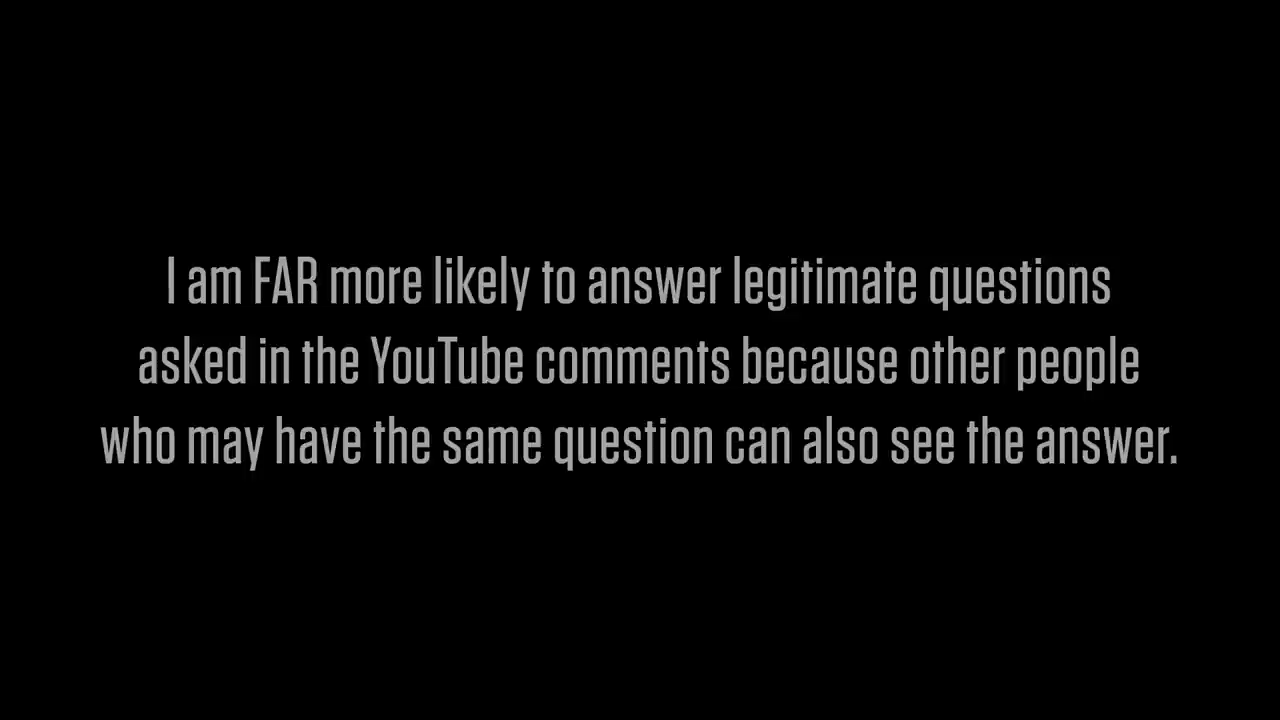 I am FAR more likely to answer legitimate questions
asked in the YouTube comments because other people
who may have the same question can also see the answer.